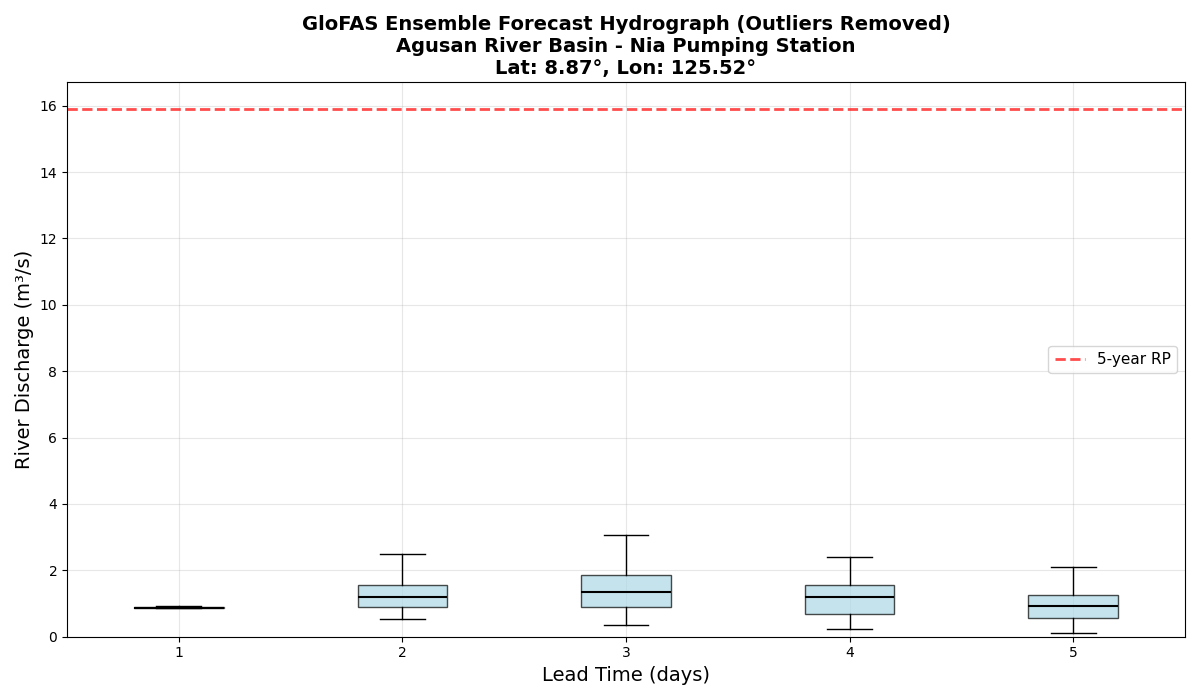 GloFAS Ensemble Forecast Hydrograph (Outliers Removed)
Agusan River Basin - Nia Pumping Station
Lat: 8.87°, Lon: 125.52°
River Discharge (m³/s)
16
14
12
10
8
6
4
2
0
5-year RP
1 2 3 4 5
Lead Time (days)